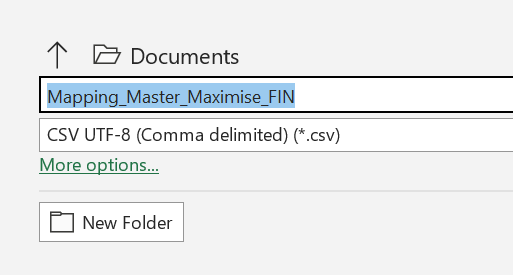 Documents
Mapping_Master_Maximise_FIN
CSV UTF-8 (Comma delimited) (*.csv)
More options...
New Folder